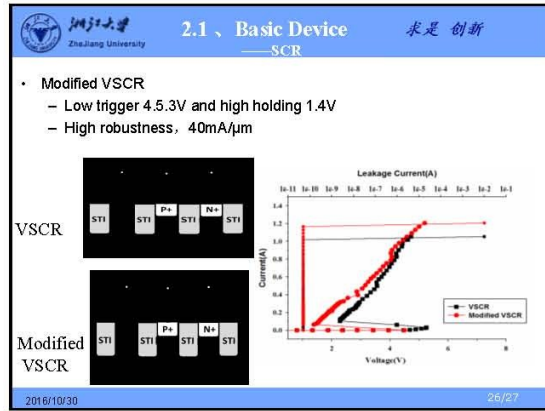 浙江大学
ZheJiang University
2.1 、 Basic Device
——SCR
求是 创新
• Modified VSCR
– Low trigger 4.5.3V and high holding 1.4V
– High robustness，40mA/μm
VSCR
STI STI P+ STI N+ STI
Modified VSCR
STI STI P+ STI N+ STI
Leakage Current(A)
1e-11 1e-10 1e-9 1e-8 1e-7 1e-6 1e-5 1e-4 1e-3 1e-2 1e-1
Current(A)
1.4
1.2
1.0
0.8
0.6
0.4
0.2
0.0
VSCR
Modified VSCR
2 4 6 8
Voltage(V)
2016/10/30
26/27